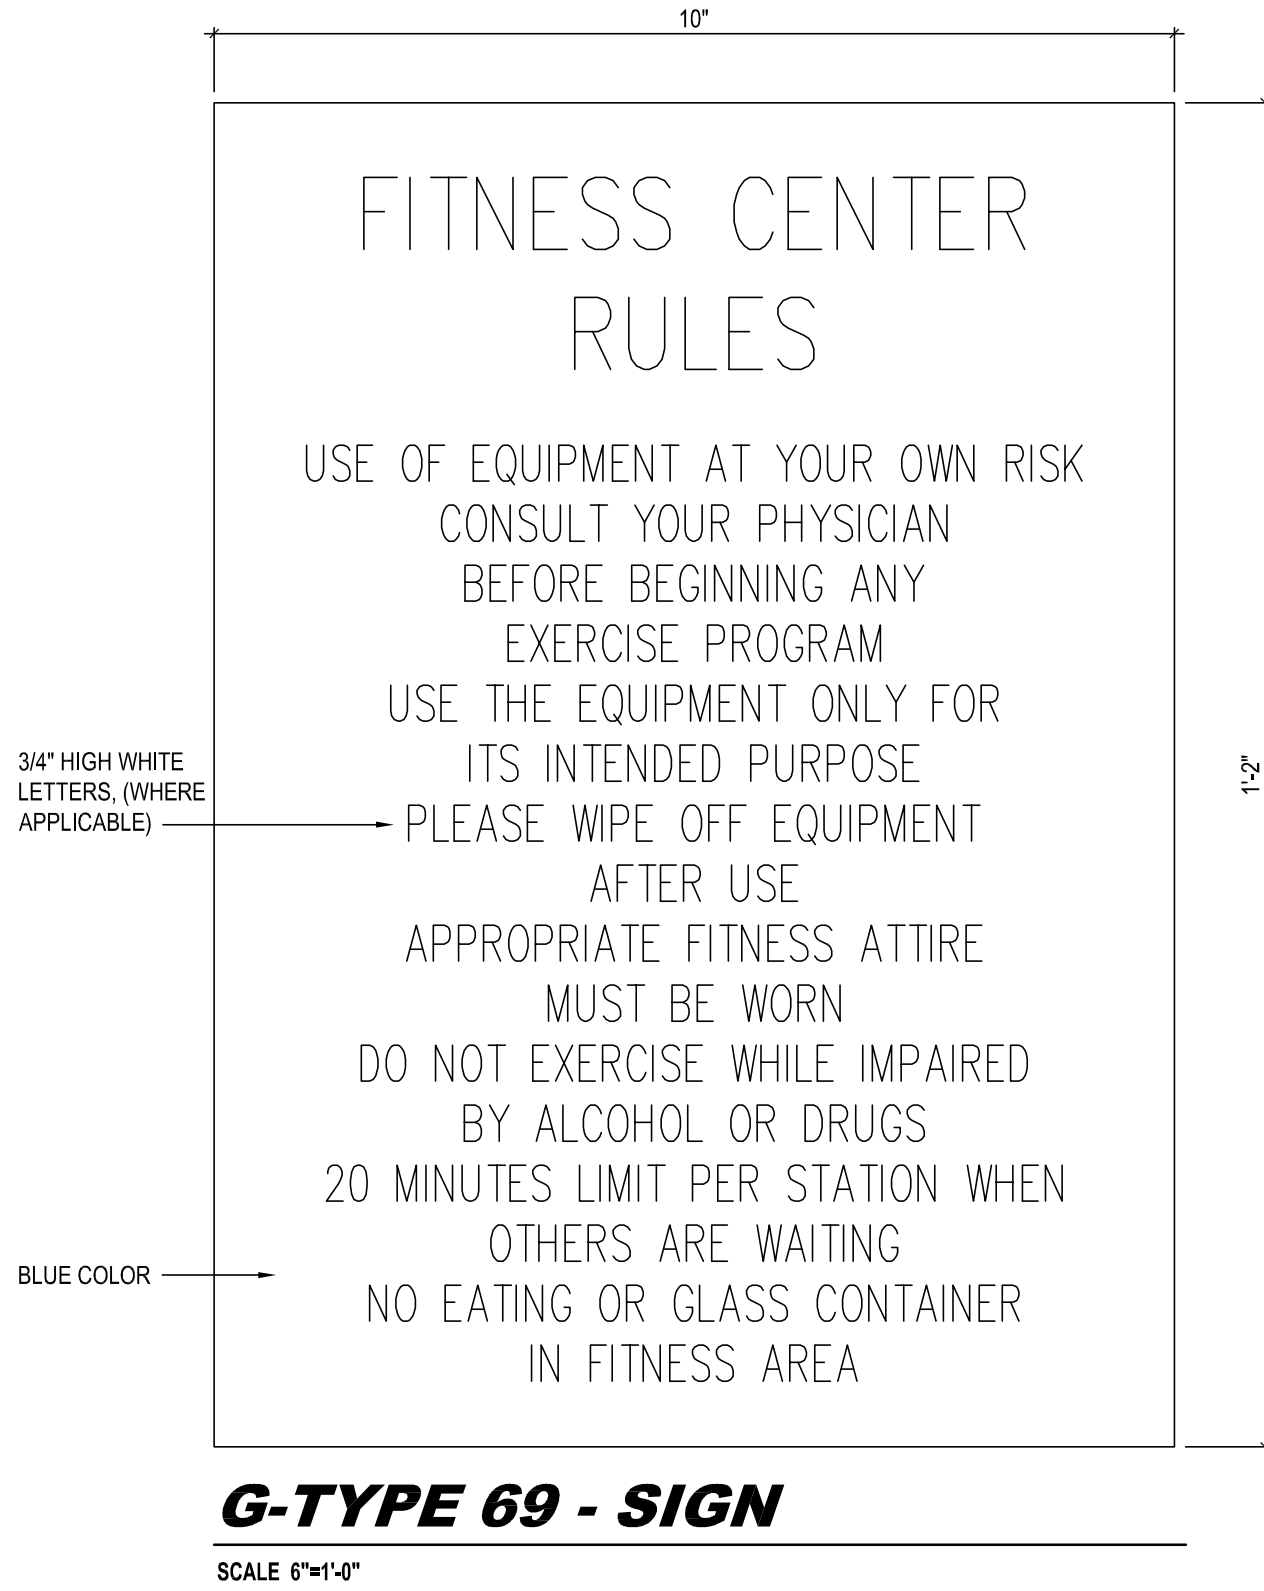 10"
FITNESS CENTER
RULES
USE OF EQUIPMENT AT YOUR OWN RISK
CONSULT YOUR PHYSICIAN
BEFORE BEGINNING ANY
EXERCISE PROGRAM
USE THE EQUIPMENT ONLY FOR
ITS INTENDED PURPOSE
3/4" HIGH WHITE
LETTERS, (WHERE
APPLICABLE)
1'-2"
PLEASE WIPE OFF EQUIPMENT
AFTER USE
APPROPRIATE FITNESS ATTIRE
MUST BE WORN
DO NOT EXERCISE WHILE IMPAIRED
BY ALCOHOL OR DRUGS
20 MINUTES LIMIT PER STATION WHEN
OTHERS ARE WAITING
BLUE COLOR
NO EATING OR GLASS CONTAINER
IN FITNESS AREA
G-TYPE 69 - SIGN
SCALE 6"=1'-0"